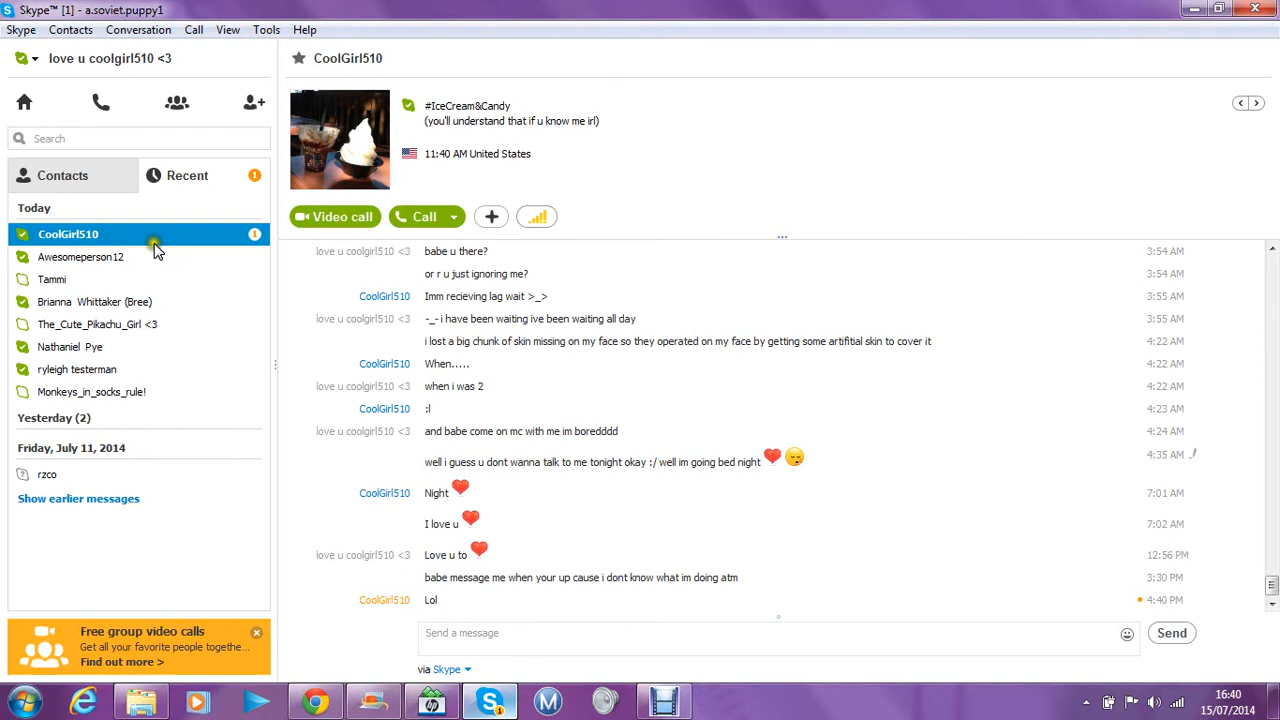 Skype™ [1] - a.soviet.puppy1
Skype Contacts Conversation Call View Tools Help
love u coolgirl510 <3
Search
Contacts
Recent 1
Today
CoolGirl510 1
Awesomeperson12
Tammi
Brianna Whittaker (Bree)
The_Cute_Pikachu_Girl <3
Nathaniel Pye
ryleigh testerman
Monkeys_in_socks_rule!
Yesterday (2)
Friday, July 11, 2014
rzco
Show earlier messages
Free group video calls
Get all your favorite people togethe...
Find out more >
CoolGirl510
#IceCream&Candy
(you'll understand that if u know me irl)
11:40 AM United States
Video call
Call
love u coolgirl510 <3 babe u there? 3:54 AM
or r u just ignoring me? 3:54 AM
CoolGirl510 Imm recieving lag wait >_> 3:55 AM
love u coolgirl510 <3 -_- i have been waiting ive been waiting all day 3:55 AM
i lost a big chunk of skin missing on my face so they operated on my face by getting some artifitial skin to cover it 4:22 AM
CoolGirl510 When..... 4:22 AM
love u coolgirl510 <3 when i was 2 4:22 AM
CoolGirl510 :l 4:23 AM
love u coolgirl510 <3 and babe come on mc with me im boredddd 4:24 AM
well i guess u dont wanna talk to me tonight okay :/ well im going bed night 4:35 AM
CoolGirl510 Night 7:01 AM
I love u 7:02 AM
love u coolgirl510 <3 Love u to 12:56 PM
babe message me when your up cause i dont know what im doing atm 3:30 PM
CoolGirl510 Lol 4:40 PM
Send a message
Send
via Skype
hp
16:40
15/07/2014